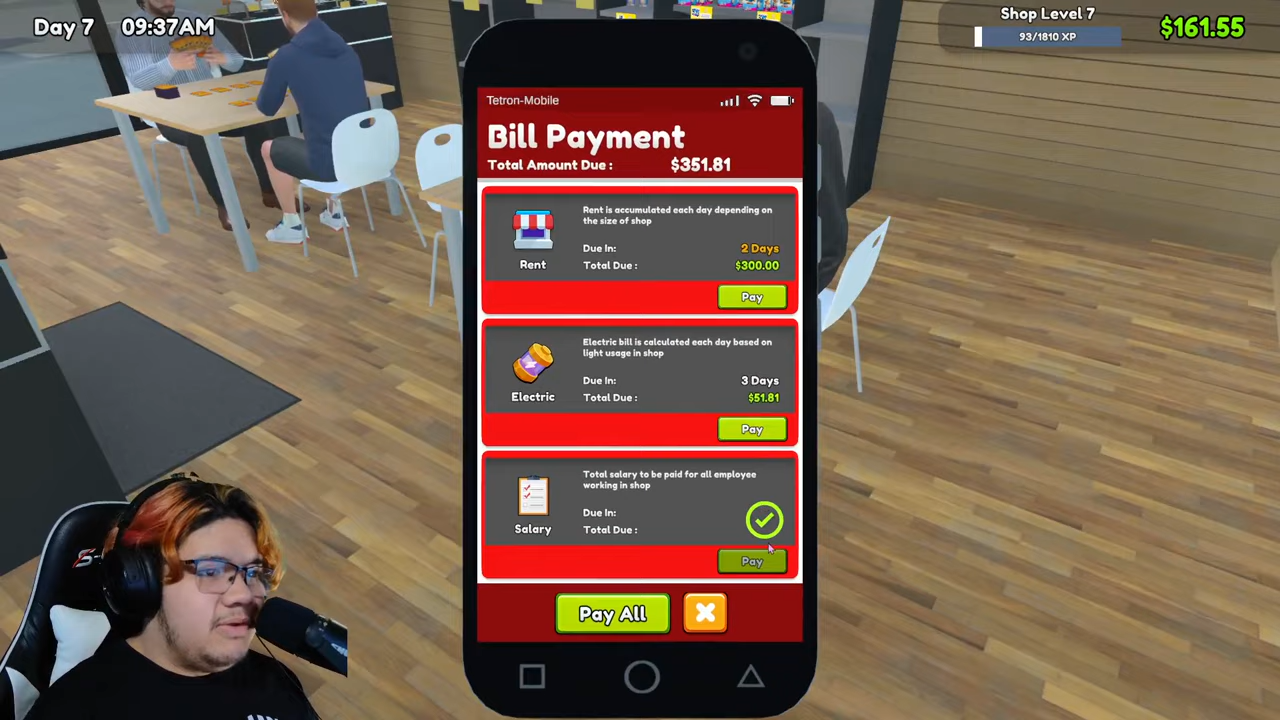 Day 7 09:37AM
Shop Level 7
93/1810 XP
$161.55
Tetron-Mobile
Bill Payment
Total Amount Due : $351.81
Rent is accumulated each day depending on
the size of shop
Due In: 2 Days
Total Due : $300.00
Rent
Pay
Electric bill is calculated each day based on
light usage in shop
Due In: 3 Days
Total Due : $51.81
Electric
Pay
Total salary to be paid for all employee
working in shop
Due In:
Total Due :
Salary
Pay
Pay All